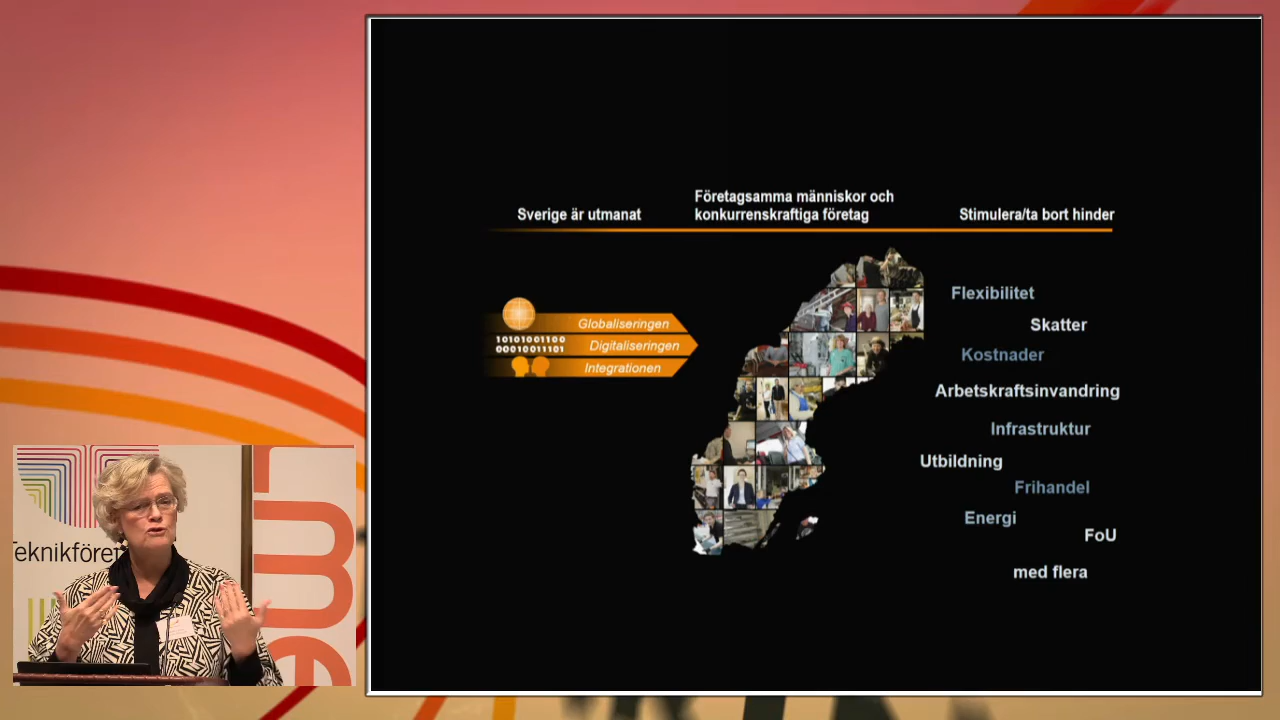 Företagsamma människor och
konkurrenskraftiga företag
Sverige är utmanat
Stimulera/ta bort hinder
Globaliseringen
10101001100
00010011101
Digitaliseringen
Integrationen
Flexibilitet
Skatter
Kostnader
Arbetskraftsinvandring
Infrastruktur
Utbildning
Frihandel
Energi
FoU
med flera
Teknikföret
Lme